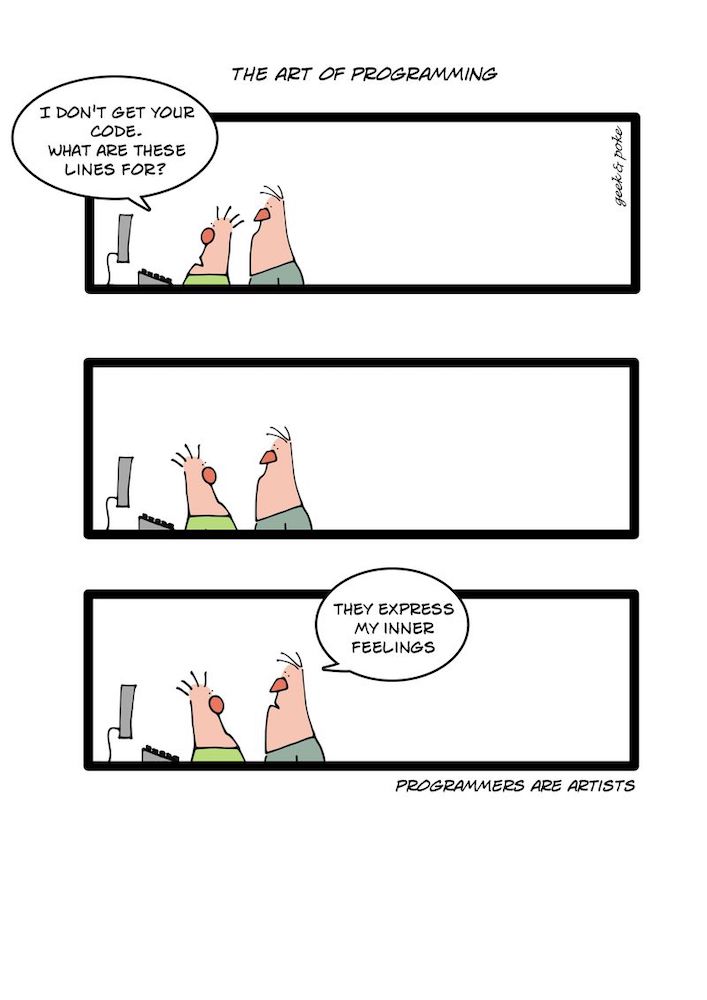 THE ART OF PROGRAMMING
I DON'T GET YOUR
CODE.
WHAT ARE THESE
LINES FOR?
geek & poke
THEY EXPRESS
MY INNER
FEELINGS
PROGRAMMERS ARE ARTISTS